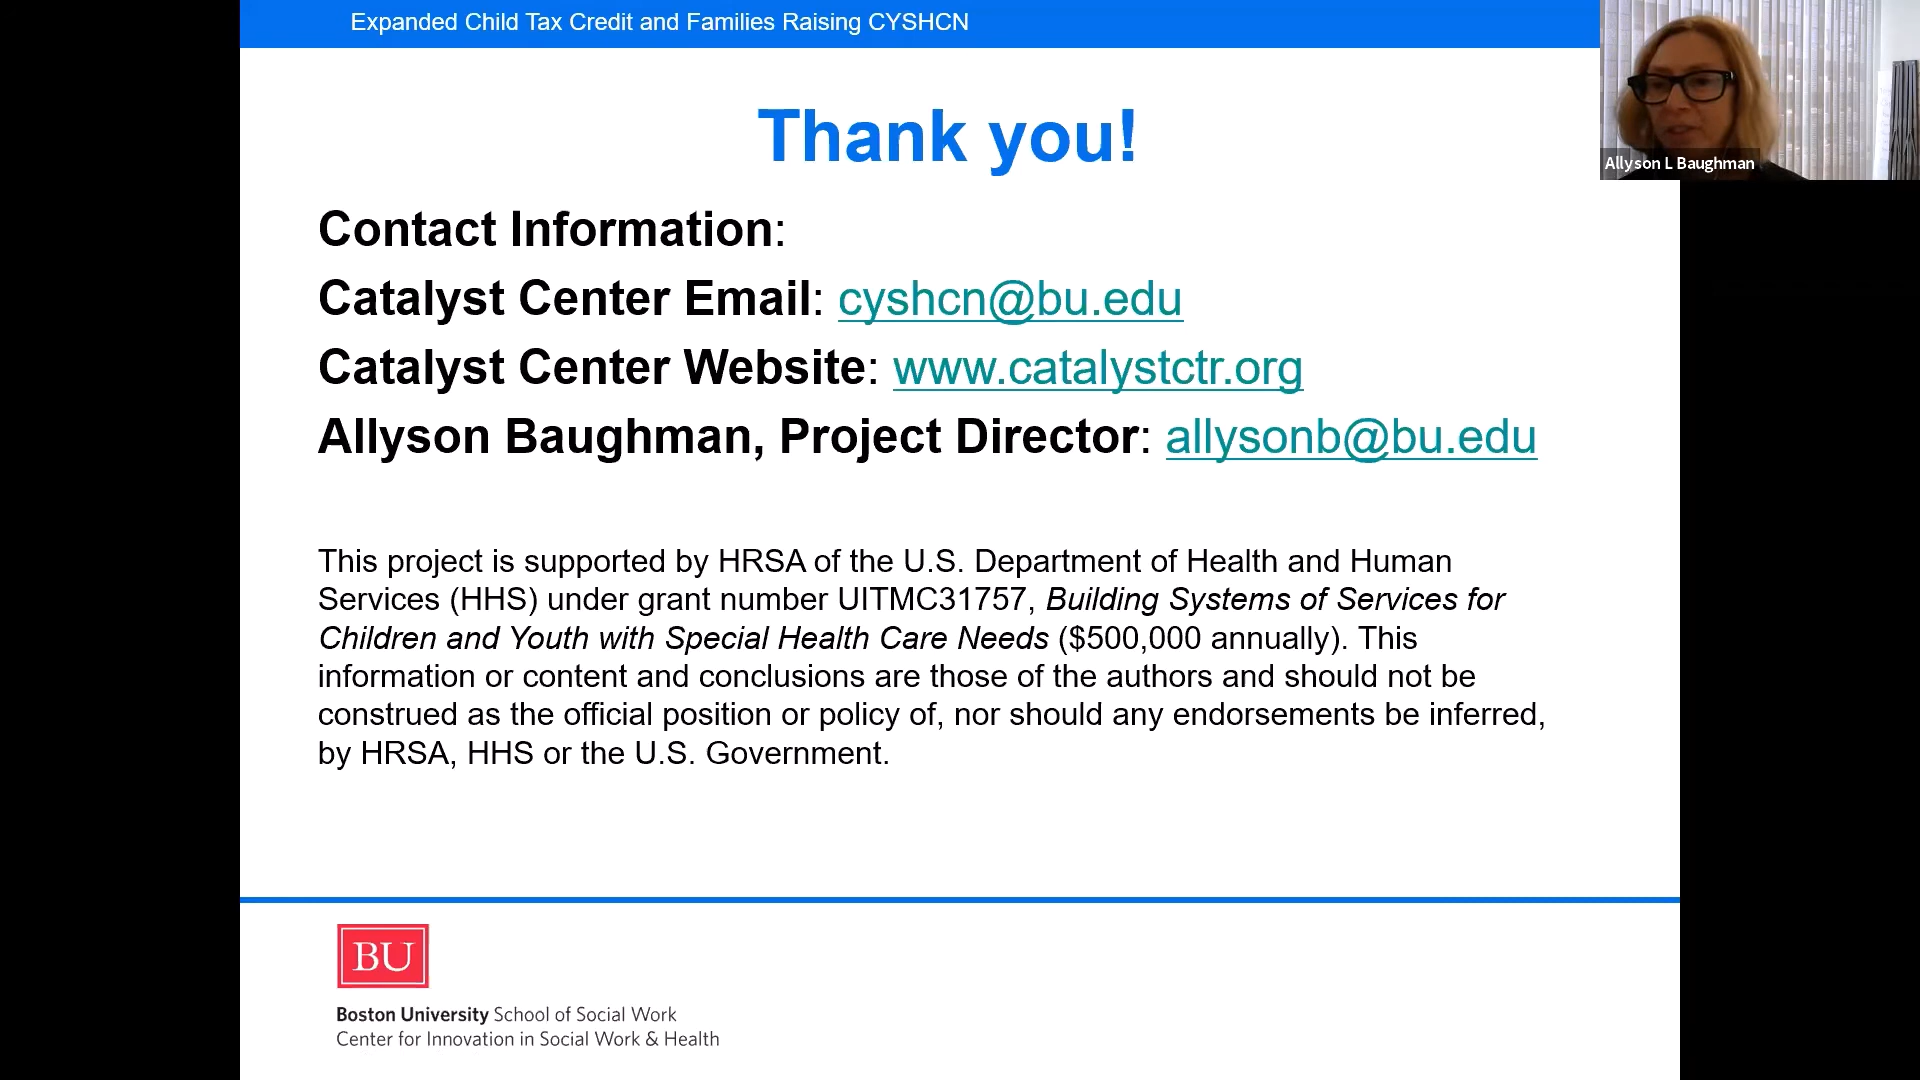 Expanded Child Tax Credit and Families Raising CYSHCN
Allyson L Baughman
Thank you!
Contact Information:
Catalyst Center Email: cyshcn@bu.edu
Catalyst Center Website: www.catalystctr.org
Allyson Baughman, Project Director: allysonb@bu.edu
This project is supported by HRSA of the U.S. Department of Health and Human
Services (HHS) under grant number UITMC31757, Building Systems of Services for
Children and Youth with Special Health Care Needs ($500,000 annually). This
information or content and conclusions are those of the authors and should not be
construed as the official position or policy of, nor should any endorsements be inferred,
by HRSA, HHS or the U.S. Government.
BU
Boston University School of Social Work
Center for Innovation in Social Work & Health